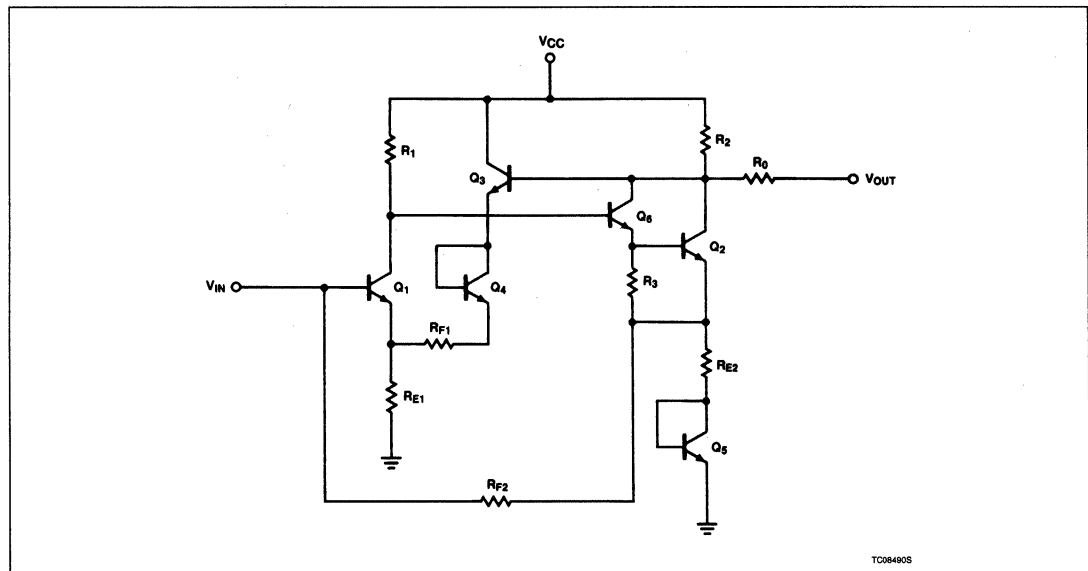 VCC
R1
R2
R0
VOUT
Q3
Q6
Q2
VIN
Q1
Q4
R3
RF1
RE1
RE2
Q5
RF2
TC08490S